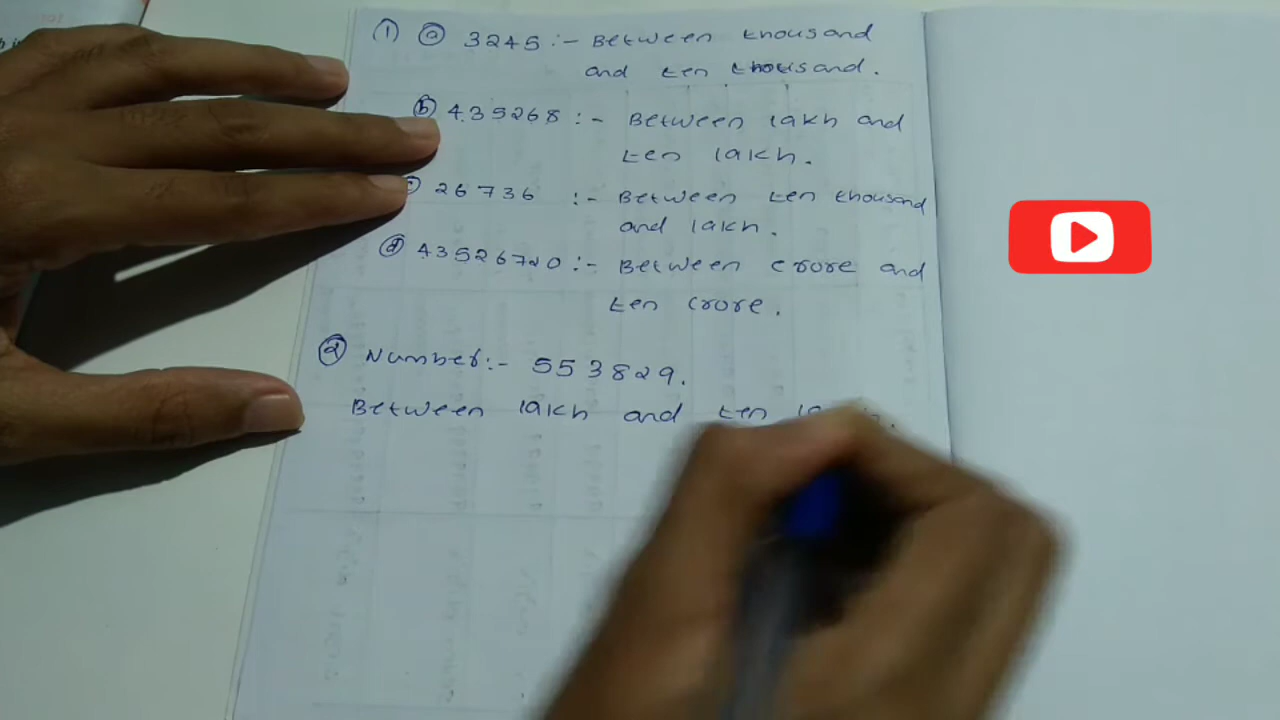 ① ⓐ 3245 :- Between thousand
and ten thousand.
ⓑ 435268 :- Between lakh and
ten lakh.
26736 :- Between ten thousand
and lakh.
ⓓ 43526720 :- Between crore and
ten crore.
ⓓ Number:- 553829.
Between lakh and ten